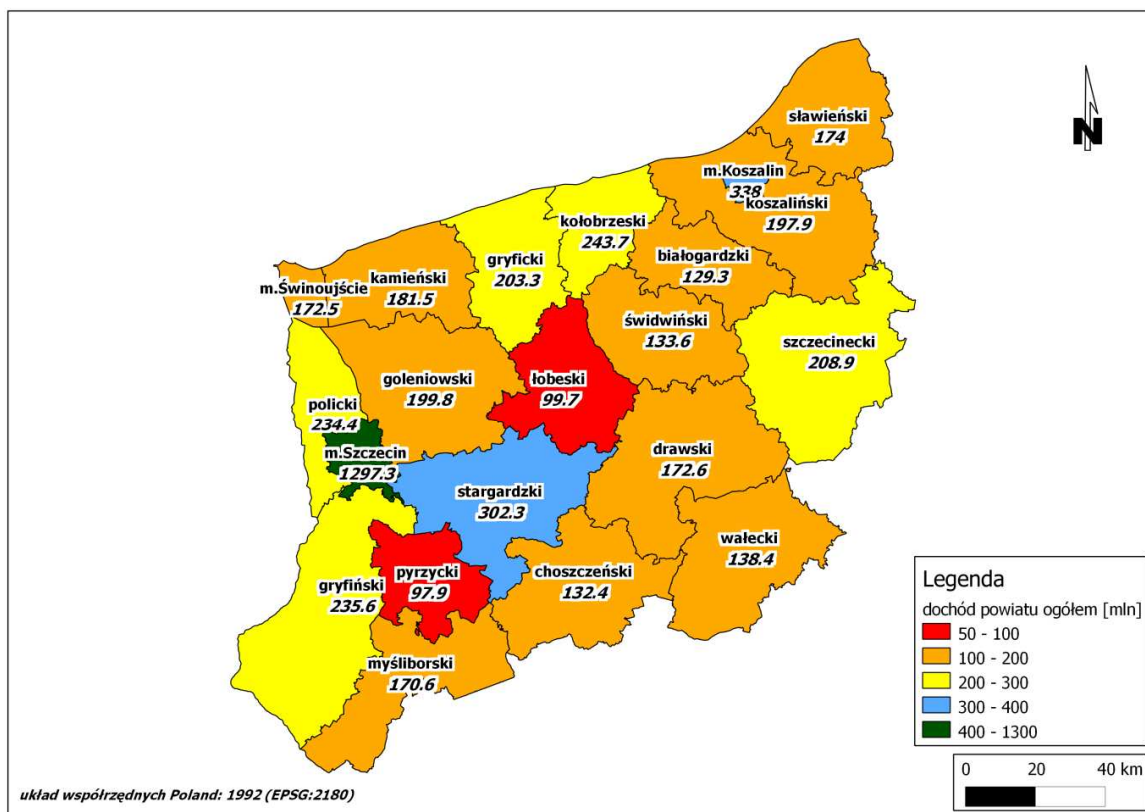 sławieński
174
N
m.Koszalin
338
koszaliński
197.9
kołobrzeski
243.7
gryficki
203.3
białogardzki
129.3
kamieński
181.5
m.Świnoujście
172.5
świdwiński
133.6
szczecinecki
208.9
goleniowski
199.8
łobeski
99.7
policki
234.4
m.Szczecin
1297.3
drawski
172.6
stargardzki
302.3
wałecki
138.4
choszczeński
132.4
pyrzycki
97.9
gryfiński
235.6
myśliborski
170.6
Legenda
dochód powiatu ogółem [mln]
50 - 100
100 - 200
200 - 300
300 - 400
400 - 1300
0 20 40 km
układ współrzędnych Poland: 1992 (EPSG:2180)